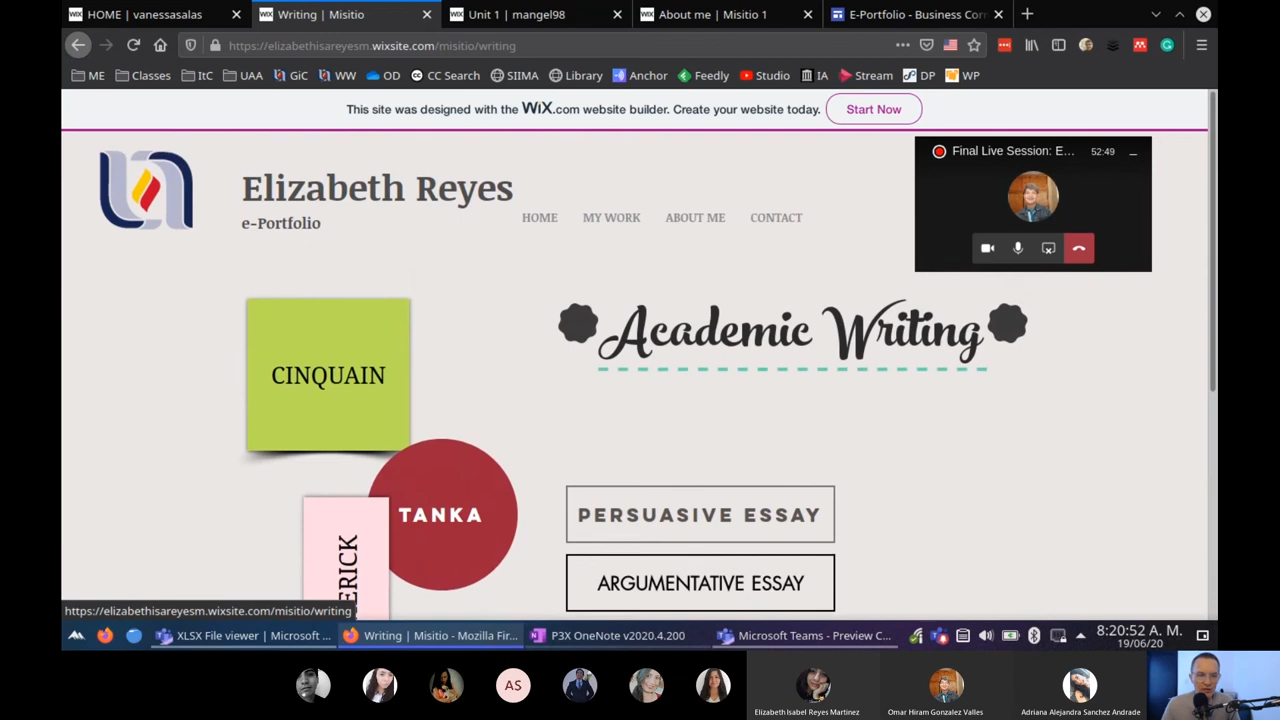 HOME | vanessasalas
Writing | Misitio
Unit 1 | mangel98
About me | Misitio 1
E-Portfolio - Business Corr
https://elizabethisareyesm.wixsite.com/misitio/writing
ME
Classes
ItC
UAA
GiC
WW
OD
CC Search
SIIMA
Library
Anchor
Feedly
Studio
IA
Stream
DP
WP
This site was designed with the WiX.com website builder. Create your website today.
Start Now
Final Live Session: E...
52:49
Elizabeth Reyes
e-Portfolio
HOME
MY WORK
ABOUT ME
CONTACT
Academic Writing
CINQUAIN
TANKA
ERICK
PERSUASIVE ESSAY
ARGUMENTATIVE ESSAY
https://elizabethisareyesm.wixsite.com/misitio/writing
XLSX File viewer | Microsoft ...
Writing | Misitio - Mozilla Fir...
P3X OneNote v2020.4.200
Microsoft Teams - Preview C...
8:20:52 A. M.
19/06/20
AS
Elizabeth Isabel Reyes Martinez
Omar Hiram Gonzalez Valles
Adriana Alejandra Sanchez Andrade